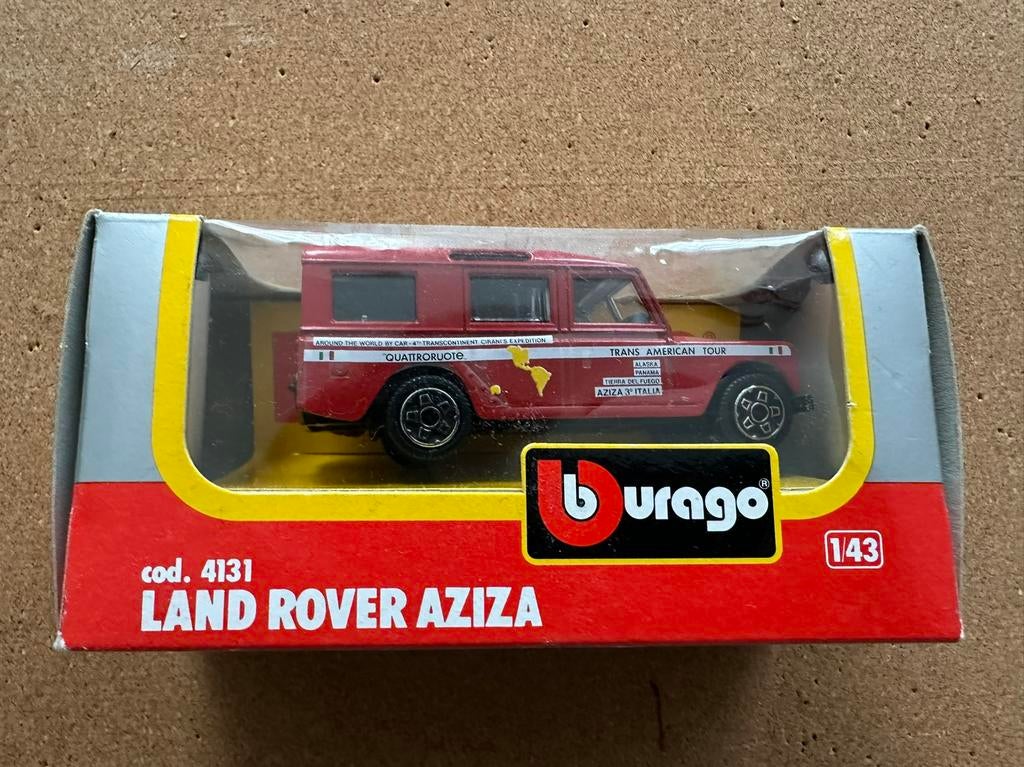 AROUND THE WORLD BY CAR - 4TH TRANSCONTINENT CIRANI'S EXPEDITION
"QUATTRORUOTE"
TRANS AMERICAN TOUR
ALASKA
PANAMA
TIERRA DEL FUEGO
AZIZA 3° ITALIA
burago®
1/43
cod. 4131
LAND ROVER AZIZA